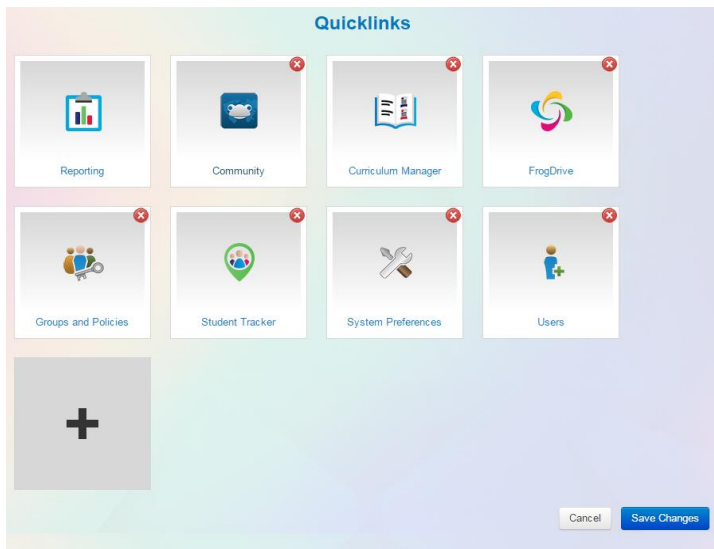 Quicklinks
Reporting
Community
Curriculum Manager
FrogDrive
Groups and Policies
Student Tracker
System Preferences
Users
Cancel
Save Changes